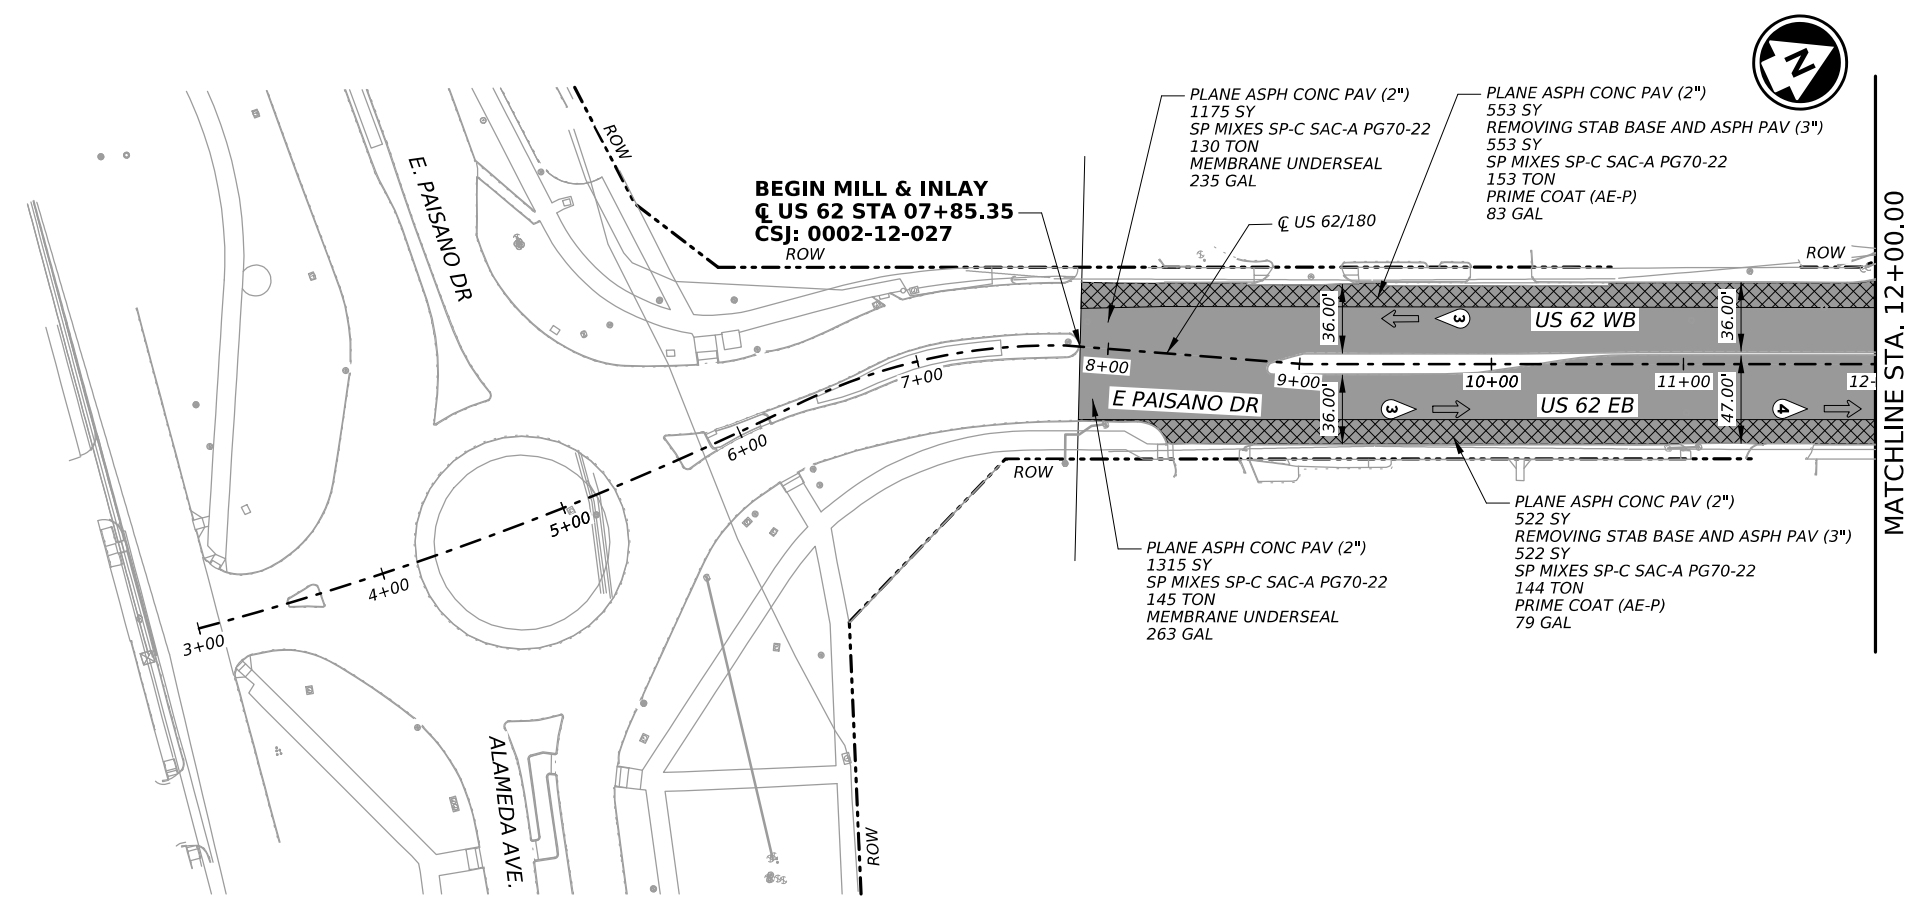 N
PLANE ASPH CONC PAV (2")
1175 SY
SP MIXES SP-C SAC-A PG70-22
130 TON
MEMBRANE UNDERSEAL
235 GAL
PLANE ASPH CONC PAV (2")
553 SY
REMOVING STAB BASE AND ASPH PAV (3")
553 SY
SP MIXES SP-C SAC-A PG70-22
153 TON
PRIME COAT (AE-P)
83 GAL
ROW
E. PAISANO DR
BEGIN MILL & INLAY
℄ US 62 STA 07+85.35
CSJ: 0002-12-027
ROW
℄ US 62/180
ROW
MATCHLINE STA. 12+00.00
36.00'
3
US 62 WB
36.00'
8+00
9+00
10+00
11+00
12-
7+00
6+00
5+00
4+00
3+00
E PAISANO DR
36.00'
3
US 62 EB
47.00'
4
ROW
PLANE ASPH CONC PAV (2")
1315 SY
SP MIXES SP-C SAC-A PG70-22
145 TON
MEMBRANE UNDERSEAL
263 GAL
PLANE ASPH CONC PAV (2")
522 SY
REMOVING STAB BASE AND ASPH PAV (3")
522 SY
SP MIXES SP-C SAC-A PG70-22
144 TON
PRIME COAT (AE-P)
79 GAL
ALAMEDA AVE.
ROW